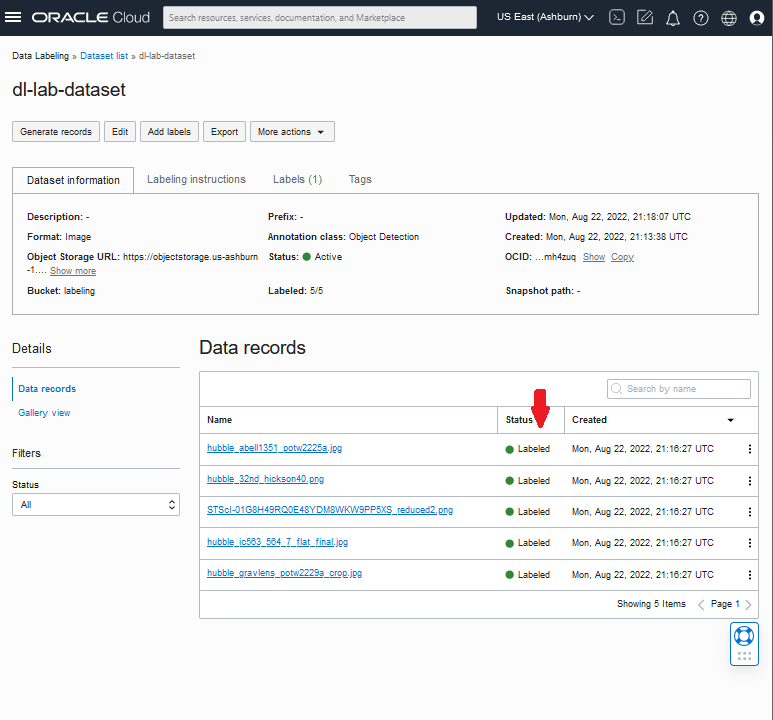 ORACLE Cloud
Search resources, services, documentation, and Marketplace
US East (Ashburn)
Data Labeling » Dataset list » dl-lab-dataset
dl-lab-dataset
Generate records Edit Add labels Export More actions
Dataset information Labeling instructions Labels (1) Tags
Description: - Prefix: - Updated: Mon, Aug 22, 2022, 21:18:07 UTC
Format: Image Annotation class: Object Detection Created: Mon, Aug 22, 2022, 21:13:38 UTC
Object Storage URL: https://objectstorage.us-ashburn Status: Active OCID: ...mh4zuq Show Copy
-1.... Show more
Bucket: labeling Labeled: 5/5 Snapshot path: -
Details
Data records
Gallery view
Filters
Status
All
Data records
Search by name
Name Status Created
hubble_abell1351_potw2225a.jpg Labeled Mon, Aug 22, 2022, 21:16:27 UTC
hubble_32nd_hickson40.png Labeled Mon, Aug 22, 2022, 21:16:27 UTC
STScI-01G8H49RQ0E48YDM8WKW9PP5XS_reduced2.png Labeled Mon, Aug 22, 2022, 21:16:27 UTC
hubble_ic563_564_7_flat_final.jpg Labeled Mon, Aug 22, 2022, 21:16:27 UTC
hubble_gravlens_potw2229a_crop.jpg Labeled Mon, Aug 22, 2022, 21:16:27 UTC
Showing 5 Items Page 1